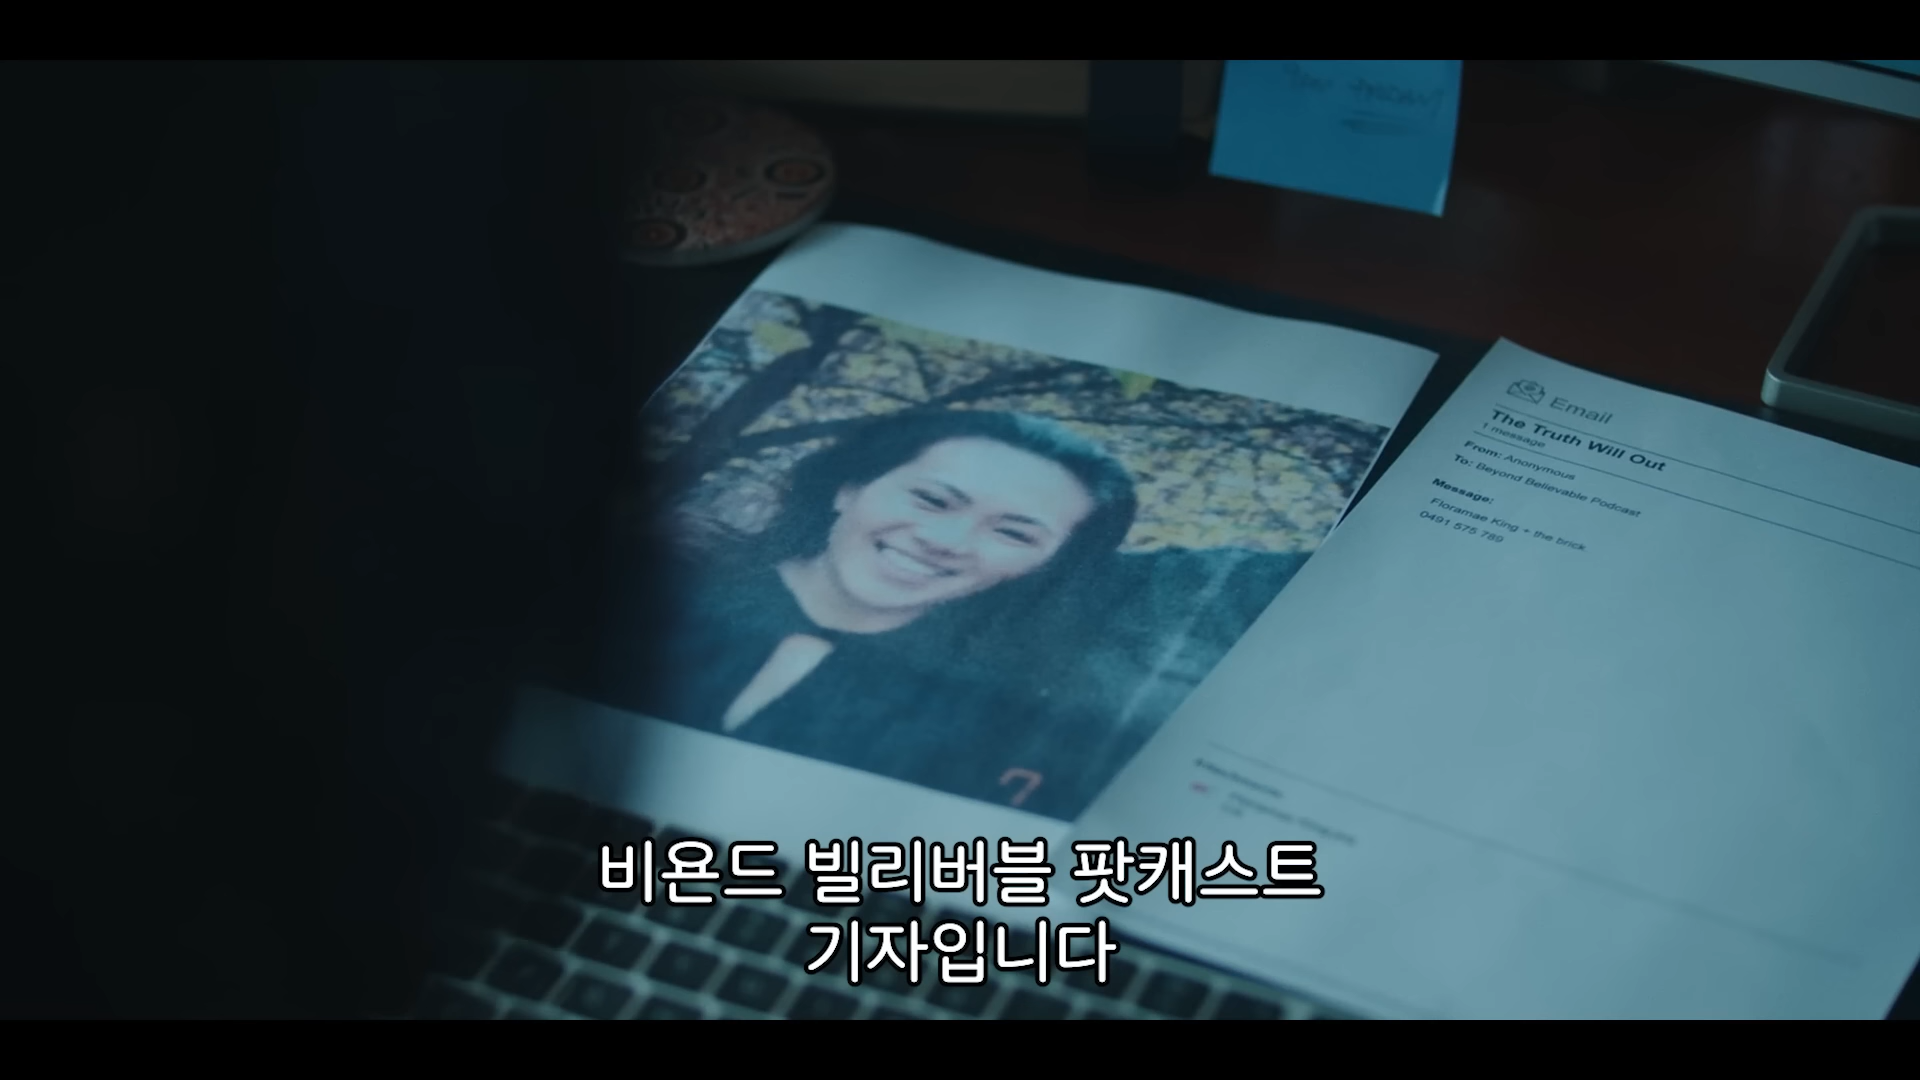 Email
The Truth Will Out
1 message
From: Anonymous
To: Beyond Believable Podcast
Message:
Floramae King + the brick
0491 575 789
비욘드 빌리버블 팟캐스트
기자입니다